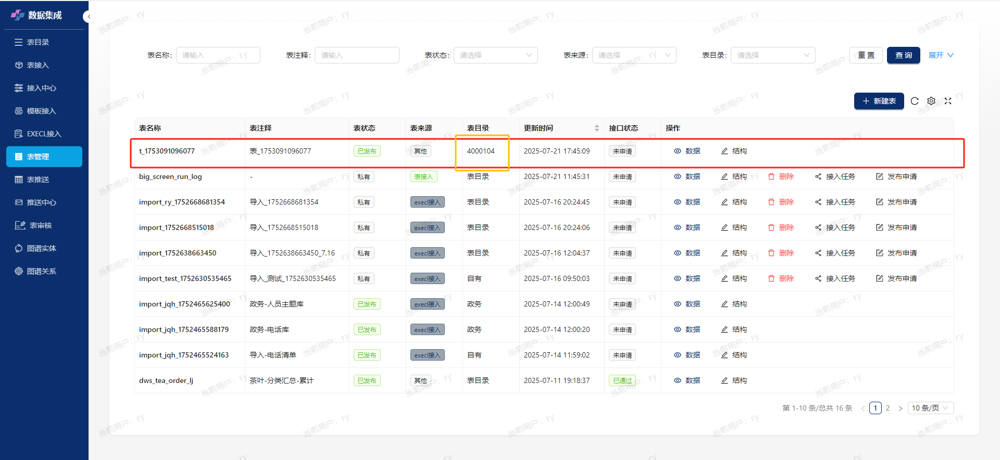 数据集成
表目录
表接入
接入中心
模板接入
EXECL接入
表管理
表推送
推送中心
表审核
图谱实体
图谱关系
表名称: 请输入 表注释: 请输入 表状态: 请选择 表来源: 请选择 表目录: 请选择 重 置 查 询 展开
新建表
表名称 表注释 表状态 表来源 表目录 更新时间 接口状态 操作
t_1753091096077 表_1753091096077 已发布 其他 4000104 2025-07-21 17:45:09 未申请 数据 结构
big_screen_run_log - 私有 表接入 表目录 2025-07-21 11:45:31 未申请 数据 结构 删除 接入任务 发布申请
import_ry_1752668681354 导入_1752668681354 私有 execl接入 表目录 2025-07-16 20:24:45 未申请 数据 结构 删除 接入任务 发布申请
import_1752668515018 导入_1752668515018 私有 execl接入 表目录 2025-07-16 20:24:06 未申请 数据 结构 删除 接入任务 发布申请
import_1752638663450 导入_1752638663450_7.16 私有 execl接入 表目录 2025-07-16 12:04:37 未申请 数据 结构 删除 接入任务 发布申请
import_test_1752630535465 导入_测试_1752630535465 私有 execl接入 自有 2025-07-16 09:50:03 未申请 数据 结构 删除 接入任务 发布申请
import_jqh_1752465625400 政务-人员主题库 已发布 execl接入 政务 2025-07-14 12:00:49 未申请 数据 结构
import_jqh_1752465588179 政务-电话库 已发布 execl接入 政务 2025-07-14 12:00:20 未申请 数据 结构
import_jqh_1752465524163 导入-电话清单 已发布 execl接入 自有 2025-07-14 11:59:02 未申请 数据 结构
dws_tea_order_lj 茶叶-分类汇总-累计 已发布 其他 表目录 2025-07-11 19:18:37 已通过 数据 结构
第 1-10 条/总共 16 条 < 1 2 > 10 条/页
当前用户：ry